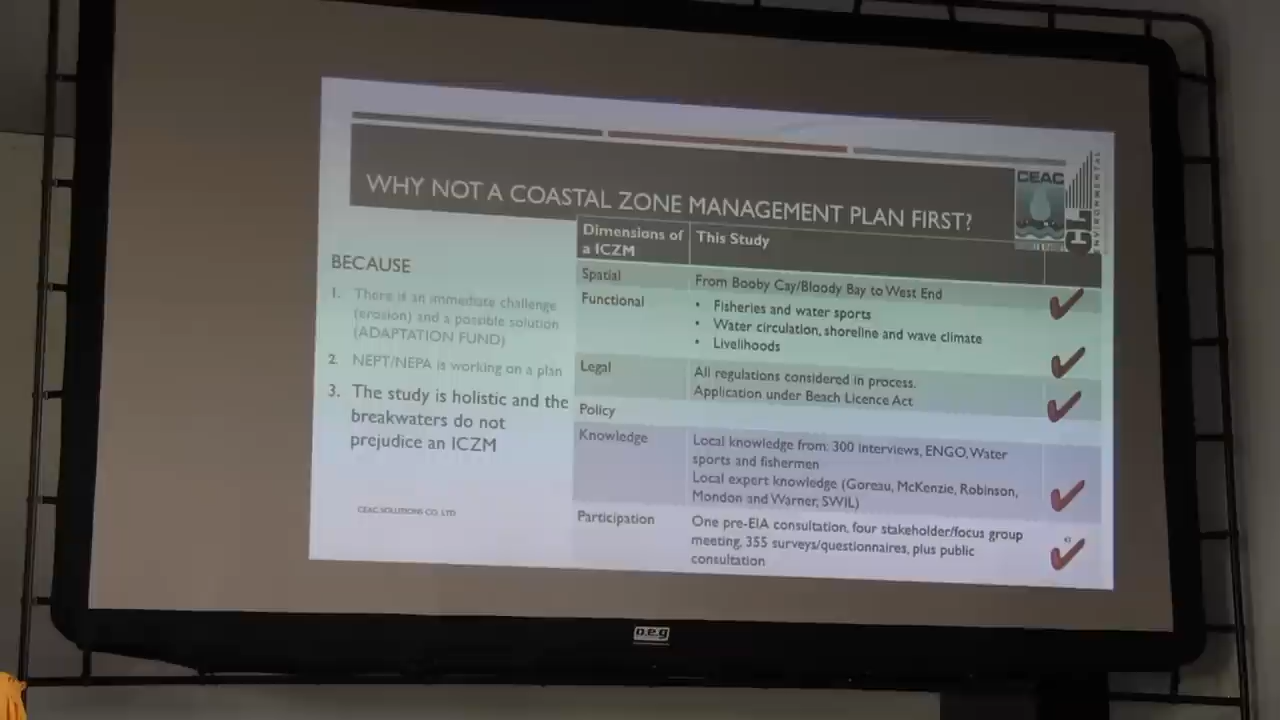 WHY NOT A COASTAL ZONE MANAGEMENT PLAN FIRST?
CEAC
CL
ENVIRONMENTAL
BECAUSE
1. There is an immediate challenge
(erosion) and a possible solution
(ADAPTATION FUND)
2. NEPT/NEPA is working on a plan
3. The study is holistic and the
breakwaters do not
prejudice an ICZM
CEAC SOLUTIONS CO. LTD
Dimensions of
a ICZM
This Study
Spatial
From Booby Cay/Bloody Bay to West End
Functional
• Fisheries and water sports
• Water circulation, shoreline and wave climate
• Livelihoods
Legal
All regulations considered in process.
Application under Beach Licence Act
Policy
Knowledge
Local knowledge from: 300 interviews, ENGO, Water
sports and fishermen
Local expert knowledge (Goreau, McKenzie, Robinson,
Mondon and Warner, SWIL)
Participation
One pre-EIA consultation, four stakeholder/focus group
meeting, 355 surveys/questionnaires, plus public
consultation
o.e.g